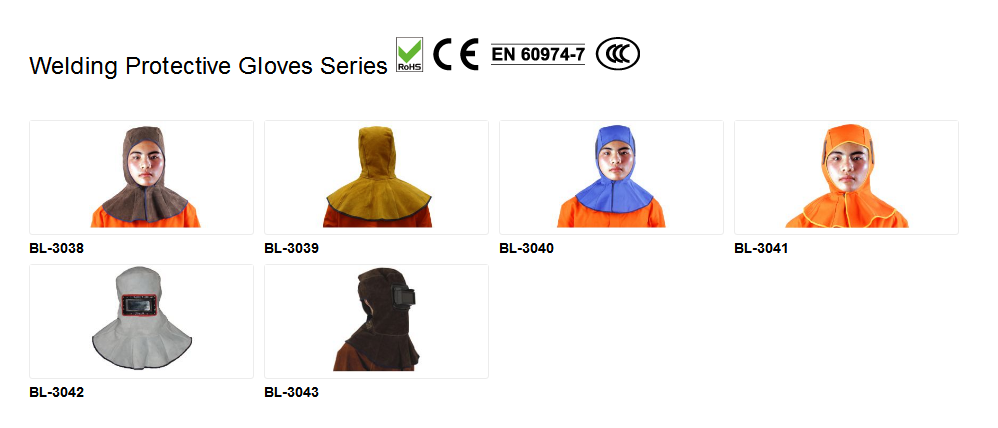 Welding Protective Gloves Series RoHS CE EN 60974-7 CCC
BL-3038 BL-3039 BL-3040 BL-3041
BL-3042 BL-3043